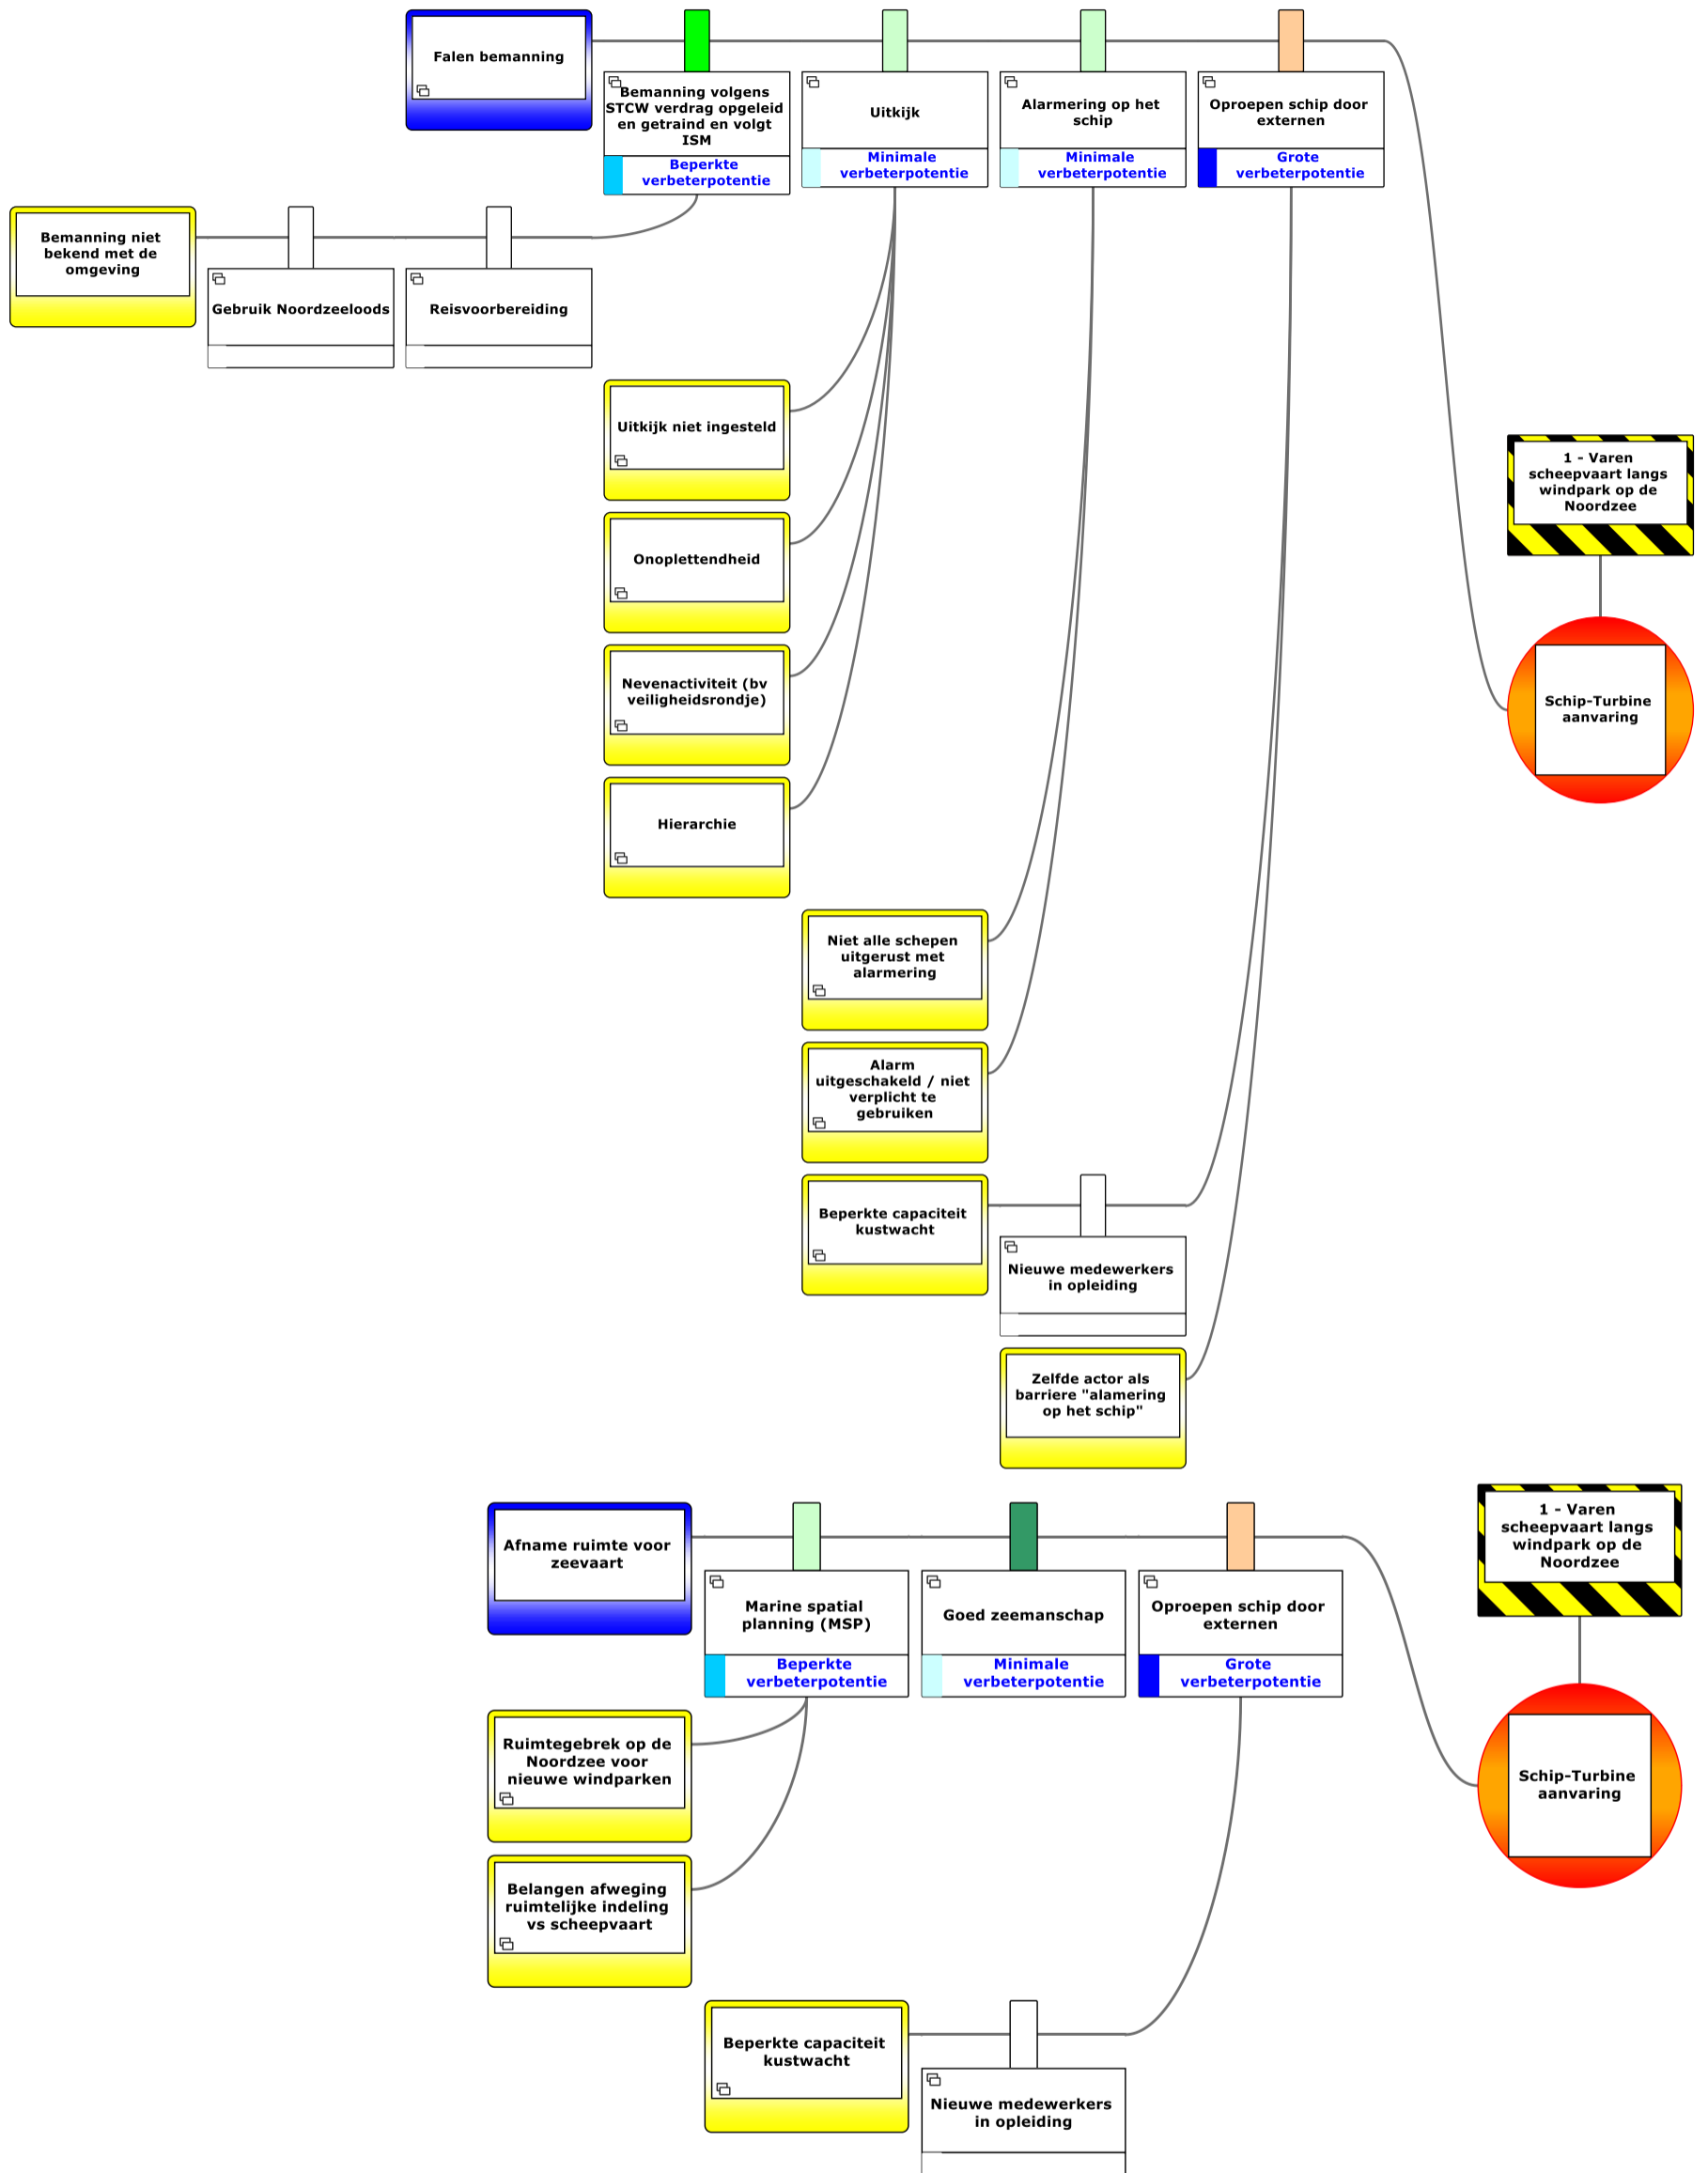 Falen bemanning
Bemanning volgens
STCW verdrag opgeleid
en getraind en volgt
ISM
Beperkte
verbeterpotentie
Uitkijk
Minimale
verbeterpotentie
Alarmering op het
schip
Minimale
verbeterpotentie
Oproepen schip door
externen
Grote
verbeterpotentie
Bemanning niet
bekend met de
omgeving
Gebruik Noordzeeloods
Reisvoorbereiding
Uitkijk niet ingesteld
Onoplettendheid
Nevenactiviteit (bv
veiligheidsrondje)
Hierarchie
1 - Varen
scheepvaart langs
windpark op de
Noordzee
Schip-Turbine
aanvaring
Niet alle schepen
uitgerust met
alarmering
Alarm
uitgeschakeld / niet
verplicht te
gebruiken
Beperkte capaciteit
kustwacht
Nieuwe medewerkers
in opleiding
Zelfde actor als
barriere "alamering
op het schip"
Afname ruimte voor
zeevaart
Marine spatial
planning (MSP)
Beperkte
verbeterpotentie
Goed zeemanschap
Minimale
verbeterpotentie
Oproepen schip door
externen
Grote
verbeterpotentie
1 - Varen
scheepvaart langs
windpark op de
Noordzee
Schip-Turbine
aanvaring
Ruimtegebrek op de
Noordzee voor
nieuwe windparken
Belangen afweging
ruimtelijke indeling
vs scheepvaart
Beperkte capaciteit
kustwacht
Nieuwe medewerkers
in opleiding